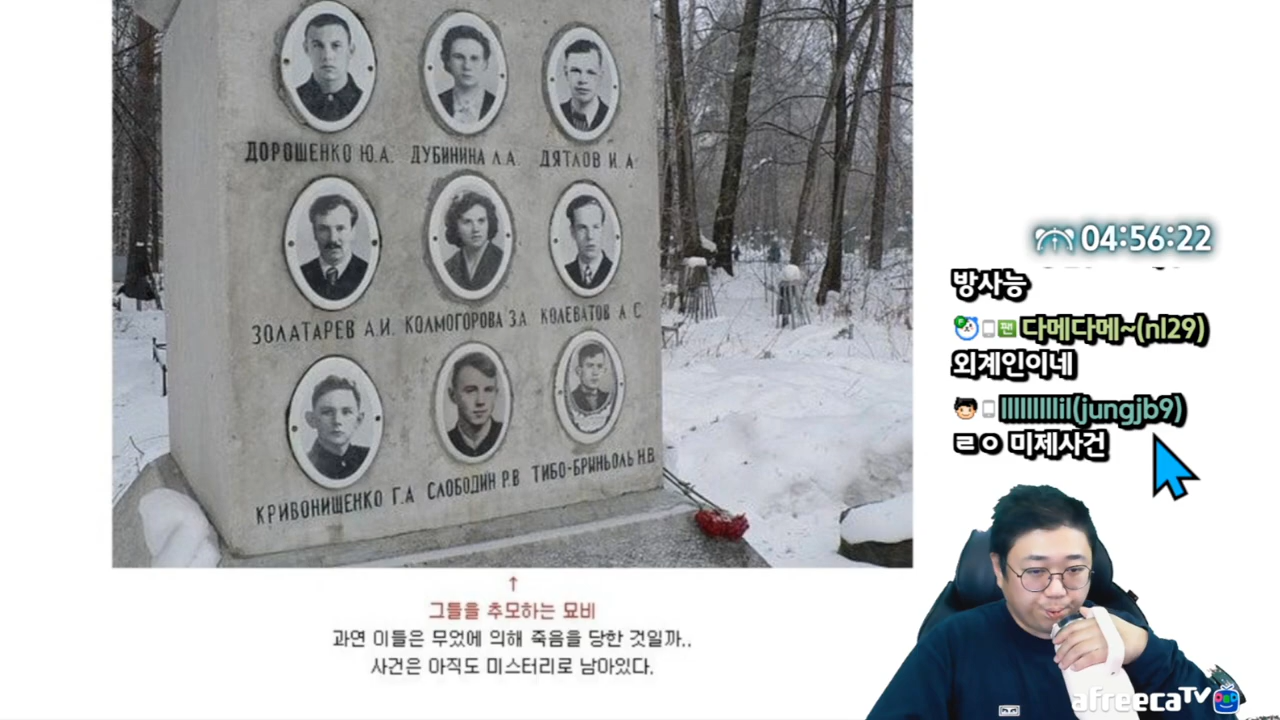 ДОРОШЕНКО Ю.А. ДУБИНИНА Л.А. ДЯТЛОВ И.А
ЗОЛАТАРЕВ А.И. КОЛМОГОРОВА З.А КОЛЕВАТОВ А.С.
КРИВОНИЩЕНКО Г.А СЛОБОДИН Р.В ТИБО-БРИНЬОЛЬ Н.В.
↑
그들을 추모하는 묘비
과연 이들은 무었에 의해 죽음을 당한 것일까..
사건은 아직도 미스터리로 남아있다.
04:56:22
방사능
팬 다메다메~(nl29)
외계인이네
llllllllllil(jungjb9)
ㄹㅇ 미제사건
afreecaTV